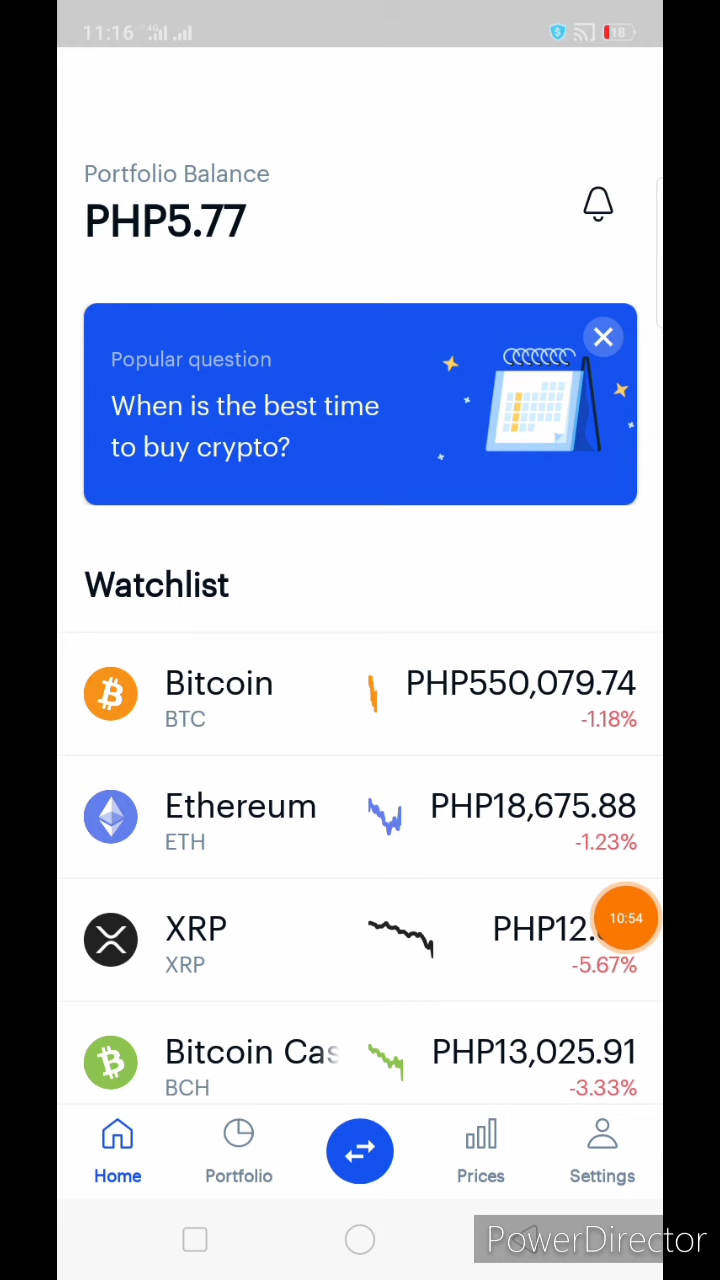 11:16 4G 18
Portfolio Balance
PHP5.77
Popular question
When is the best time
to buy crypto?
Watchlist
Bitcoin PHP550,079.74
BTC -1.18%
Ethereum PHP18,675.88
ETH -1.23%
XRP PHP12.
10:54
XRP -5.67%
Bitcoin Cas PHP13,025.91
BCH -3.33%
Home Portfolio Prices Settings
PowerDirector